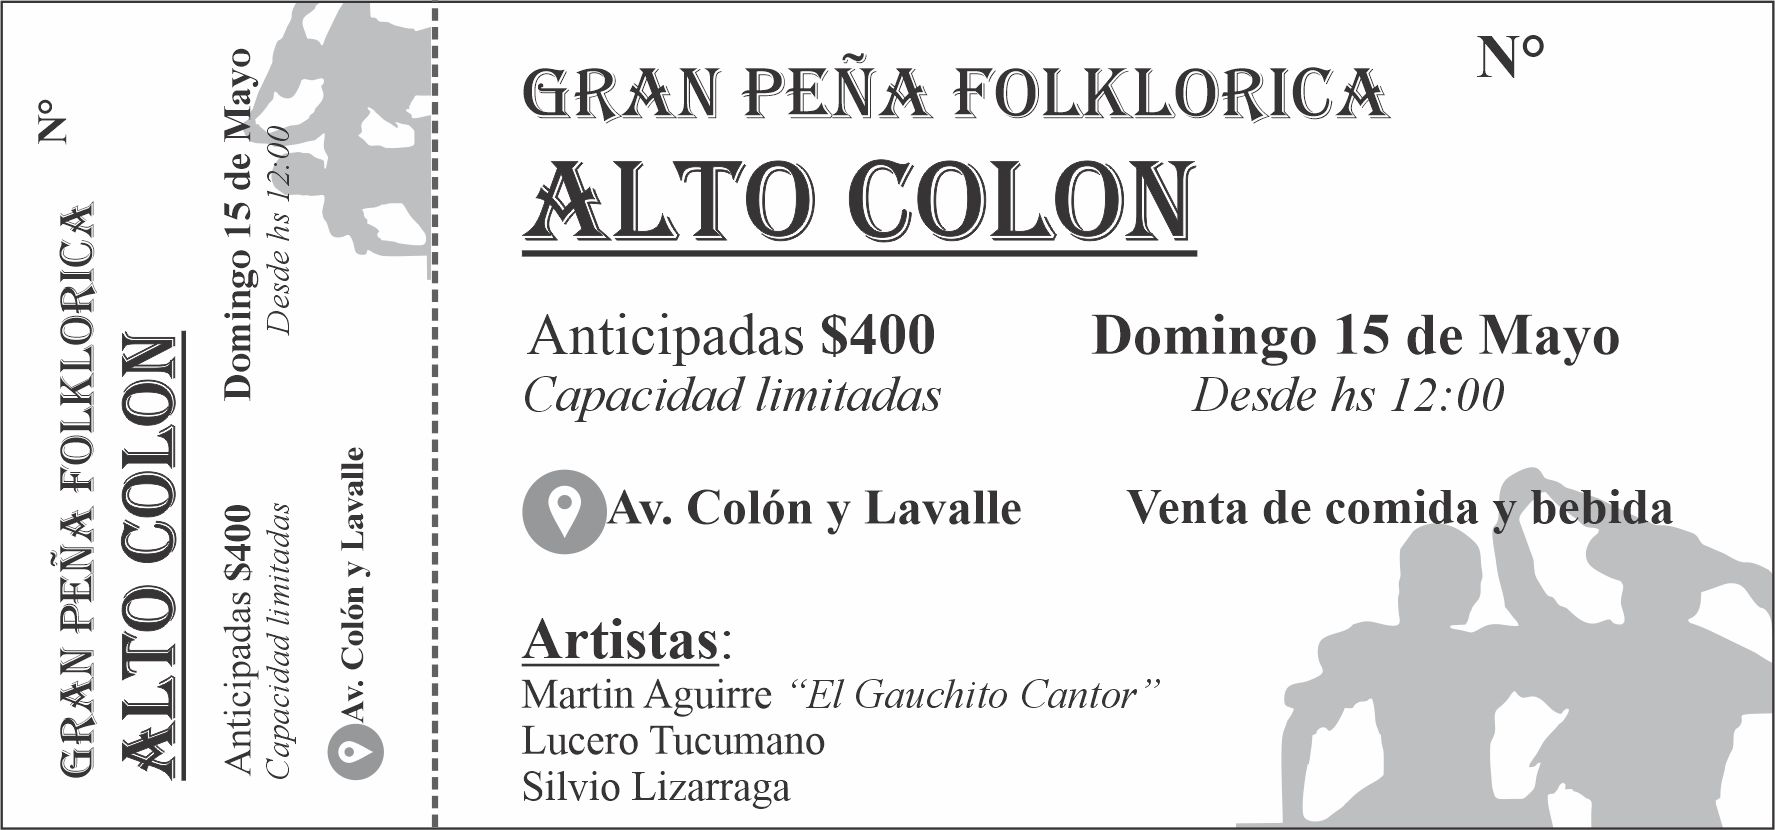 N°
GRAN PEÑA FOLKLORICA
ALTO COLON
Anticipadas $400
Capacidad limitadas
Domingo 15 de Mayo
Desde hs 12:00
Av. Colón y Lavalle
N°
GRAN PEÑA FOLKLORICA
ALTO COLON
Anticipadas $400
Capacidad limitadas
Domingo 15 de Mayo
Desde hs 12:00
Av. Colón y Lavalle
Venta de comida y bebida
Artistas:
Martin Aguirre “El Gauchito Cantor”
Lucero Tucumano
Silvio Lizarraga